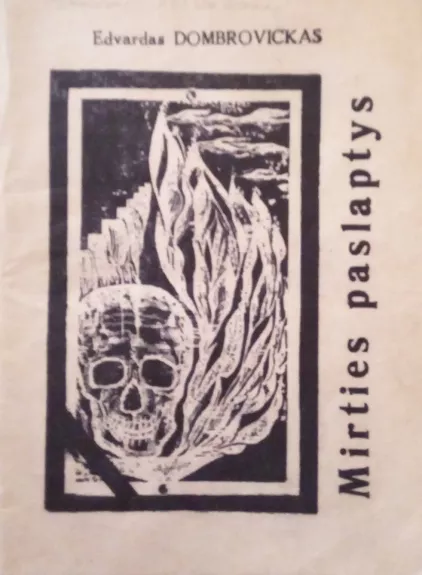 Edvardas DOMBROVICKAS
Mirties paslaptys